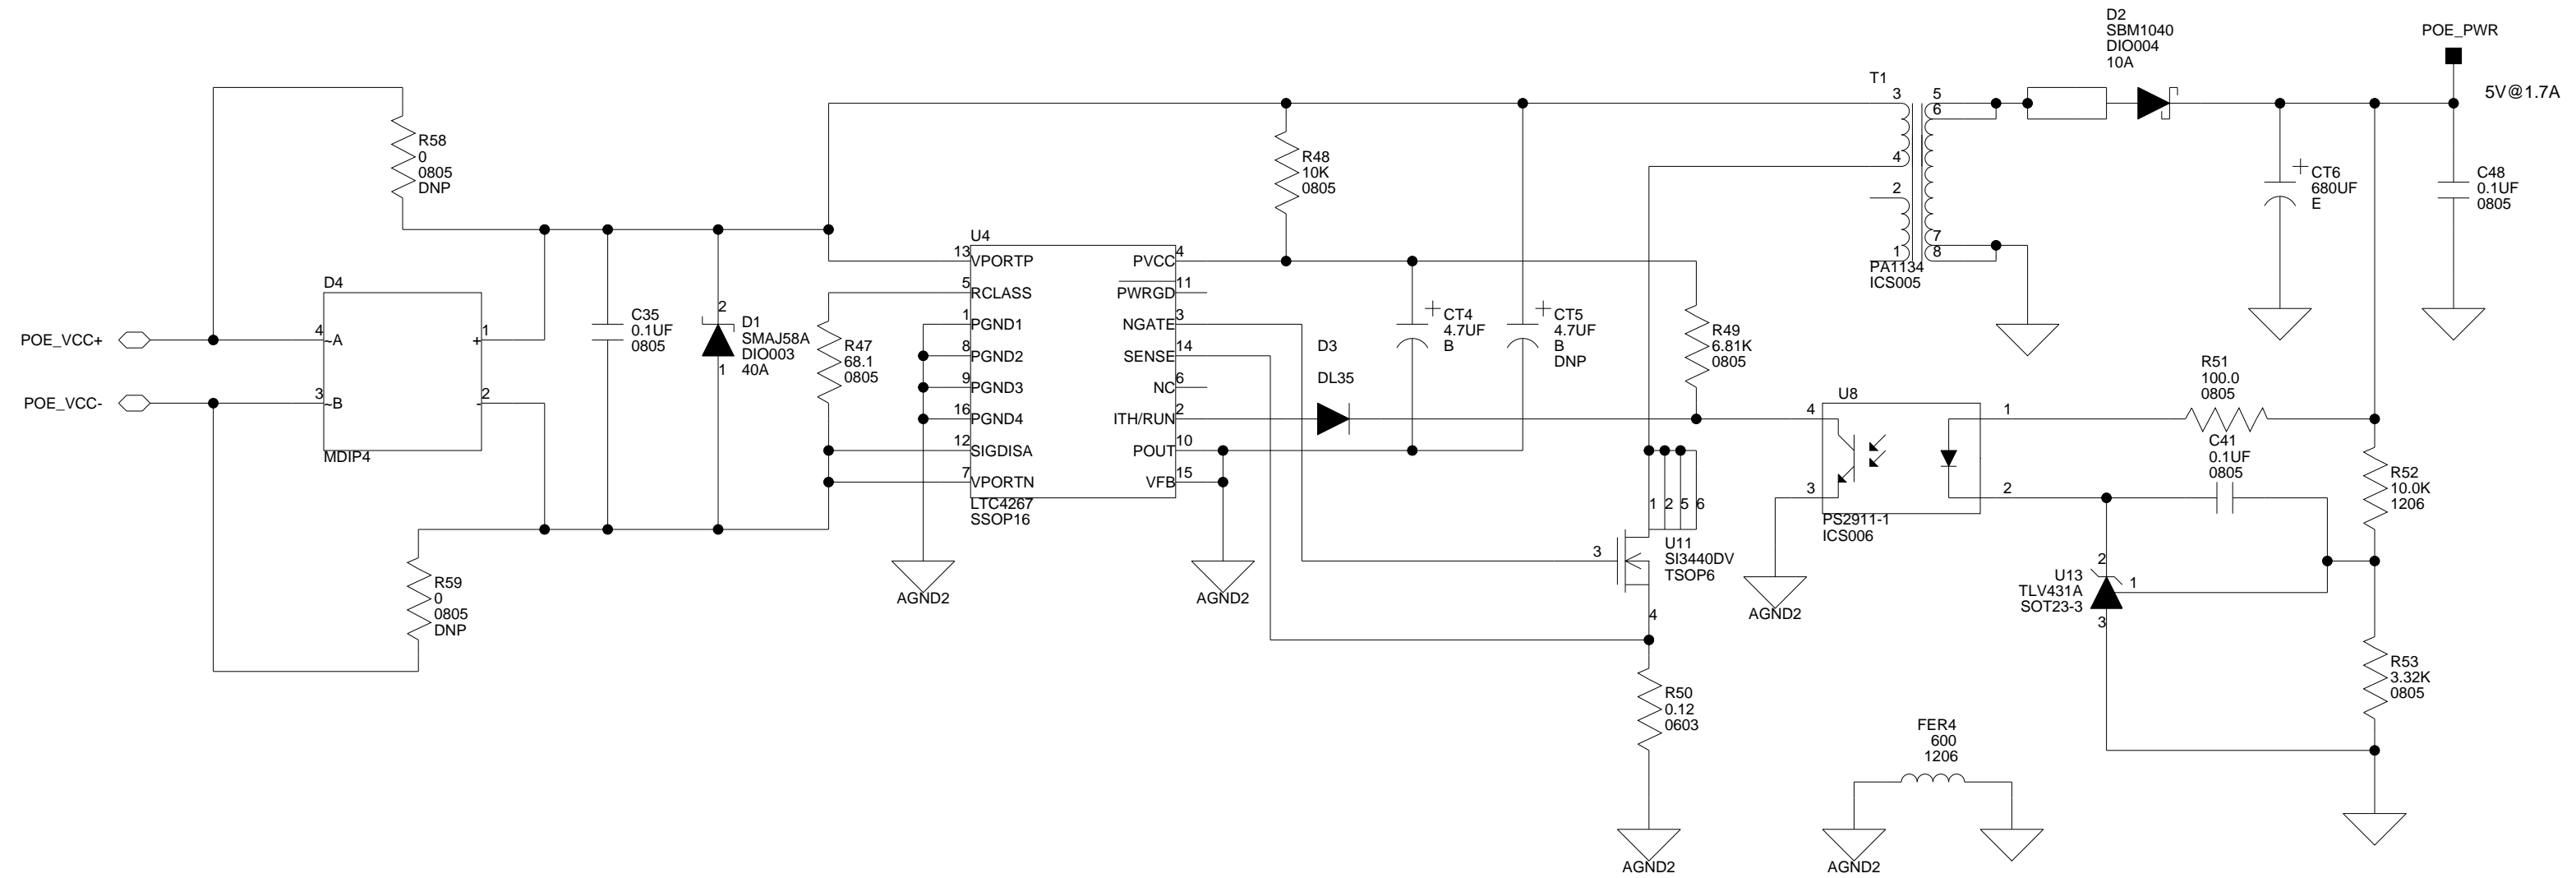 POE_VCC+
POE_VCC-
R58
0
0805
DNP
D4
4
~A
3
~B
1
+
2
-
MDIP4
R59
0
0805
DNP
C35
0.1UF
0805
2
D1
SMAJ58A
DIO003
40A
1
R47
68.1
0805
U4
13
VPORTP
5
RCLASS
1
PGND1
8
PGND2
9
PGND3
16
PGND4
12
SIGDISA
7
VPORTN
PVCC
4
PWRGD
11
NGATE
3
SENSE
14
NC
6
ITH/RUN
2
POUT
10
VFB
15
LTC4267
SSOP16
AGND2
AGND2
R48
10K
0805
D3
DL35
CT4
4.7UF
B
CT5
4.7UF
B
DNP
R49
6.81K
0805
1 2 5 6
3
U11
SI3440DV
TSOP6
4
R50
0.12
0603
AGND2
T1
3
4
2
1
5
6
7
8
PA1134
ICS005
D2
SBM1040
DIO004
10A
POE_PWR
5V@1.7A
CT6
680UF
E
C48
0.1UF
0805
U8
4
3
1
2
PS2911-1
ICS006
AGND2
R51
100.0
0805
C41
0.1UF
0805
R52
10.0K
1206
2
U13
TLV431A
SOT23-3
1
3
R53
3.32K
0805
FER4
600
1206
AGND2